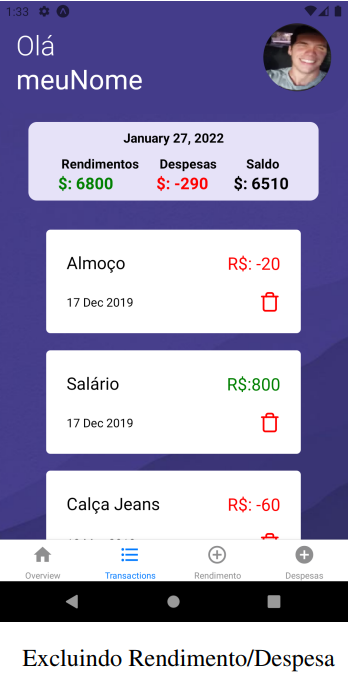 1:33
Olá
meuNome
January 27, 2022
Rendimentos Despesas Saldo
$: 6800 $: -290 $: 6510
Almoço R$: -20
17 Dec 2019
Salário R$:800
17 Dec 2019
Calça Jeans R$: -60
Overview Transactions Rendimento Despesas
Excluindo Rendimento/Despesa